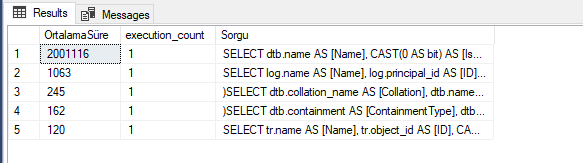 Results Messages
OrtalamaSüre execution_count Sorgu
1 2001116 1 SELECT dtb.name AS [Name], CAST(0 AS bit) AS [Is...
2 1063 1 SELECT log.name AS [Name], log.principal_id AS [ID]...
3 245 1 )SELECT dtb.collation_name AS [Collation], dtb.name...
4 162 1 )SELECT dtb.containment AS [ContainmentType], dtb...
5 120 1 SELECT tr.name AS [Name], tr.object_id AS [ID], CA...